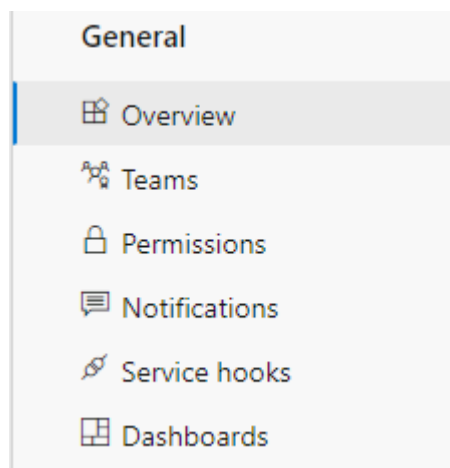 General
Overview
Teams
Permissions
Notifications
Service hooks
Dashboards